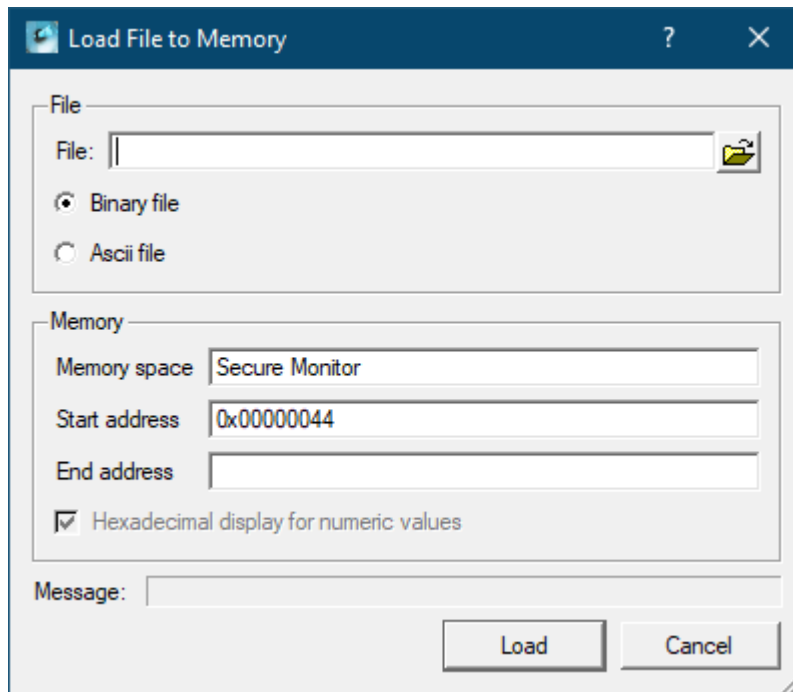 Load File to Memory ?
File
File:
Binary file
Ascii file
Memory
Memory space Secure Monitor
Start address 0x00000044
End address
Hexadecimal display for numeric values
Message:
Load Cancel